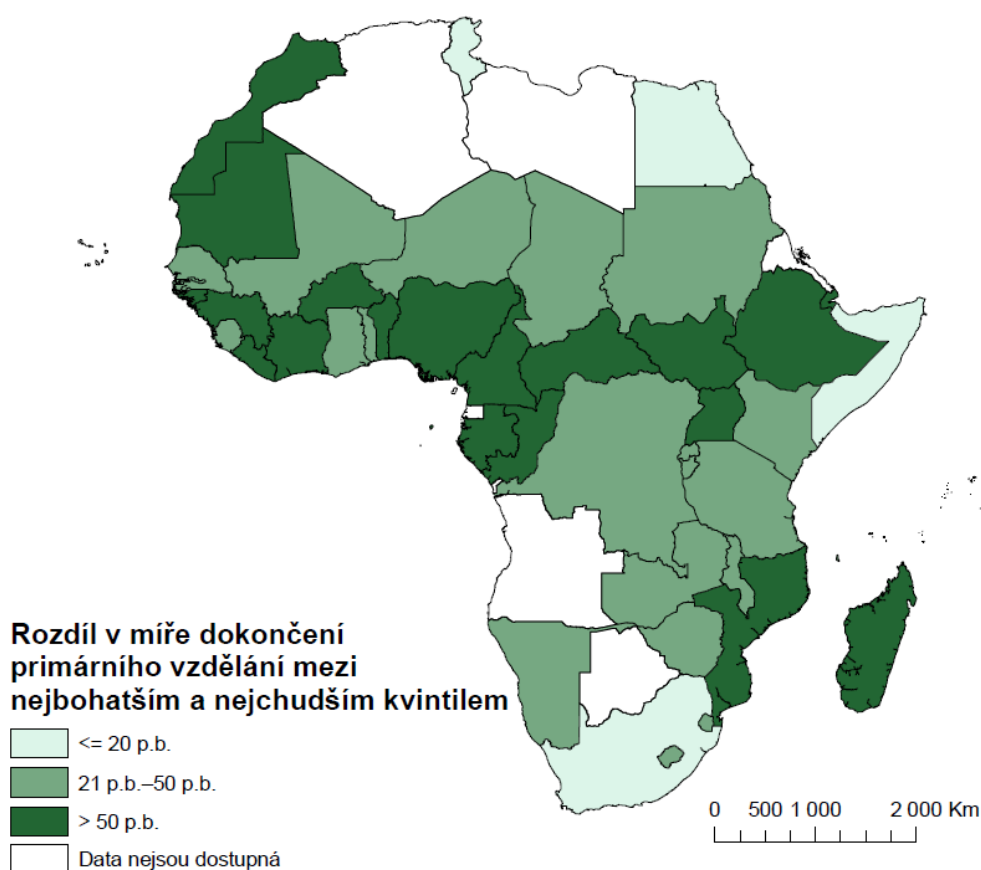 Rozdíl v míře dokončení
primárního vzdělání mezi
nejbohatším a nejchudším kvintilem
<= 20 p.b.
21 p.b.–50 p.b.
> 50 p.b.
Data nejsou dostupná
0 500 1 000 2 000 Km